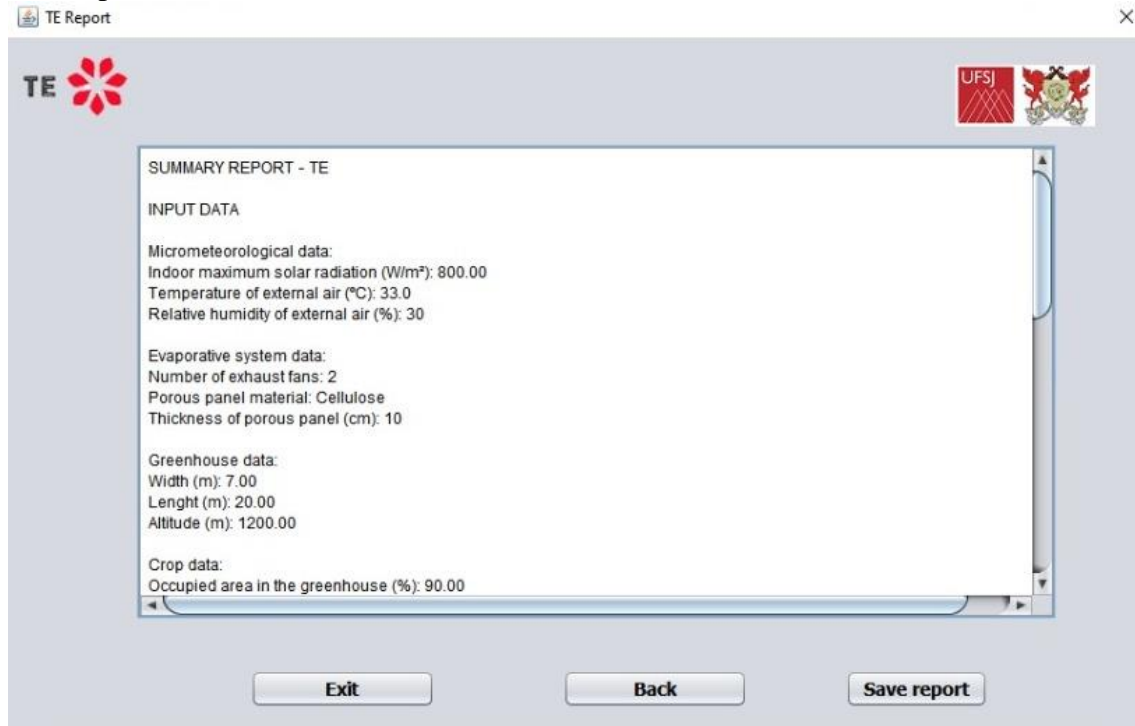 TE Report
TE
UFSJ
SUMMARY REPORT - TE
INPUT DATA
Micrometeorological data:
Indoor maximum solar radiation (W/m²): 800.00
Temperature of external air (ºC): 33.0
Relative humidity of external air (%): 30
Evaporative system data:
Number of exhaust fans: 2
Porous panel material: Cellulose
Thickness of porous panel (cm): 10
Greenhouse data:
Width (m): 7.00
Lenght (m): 20.00
Altitude (m): 1200.00
Crop data:
Occupied area in the greenhouse (%): 90.00
Exit
Back
Save report